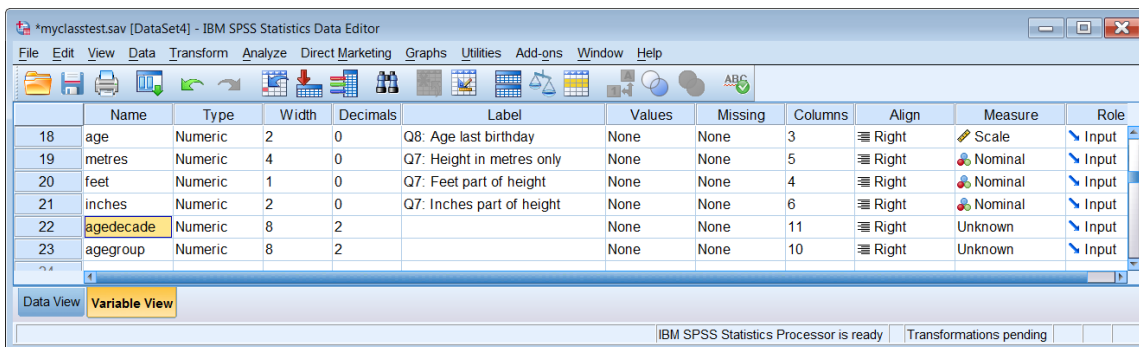 *myclasstest.sav [DataSet4] - IBM SPSS Statistics Data Editor
File Edit View Data Transform Analyze Direct Marketing Graphs Utilities Add-ons Window Help
Name Type Width Decimals Label Values Missing Columns Align Measure Role
18 age Numeric 2 0 Q8: Age last birthday None None 3 Right Scale Input
19 metres Numeric 4 0 Q7: Height in metres only None None 5 Right Nominal Input
20 feet Numeric 1 0 Q7: Feet part of height None None 4 Right Nominal Input
21 inches Numeric 2 0 Q7: Inches part of height None None 6 Right Nominal Input
22 agedecade Numeric 8 2 None None 11 Right Unknown Input
23 agegroup Numeric 8 2 None None 10 Right Unknown Input
Data View Variable View
IBM SPSS Statistics Processor is ready Transformations pending